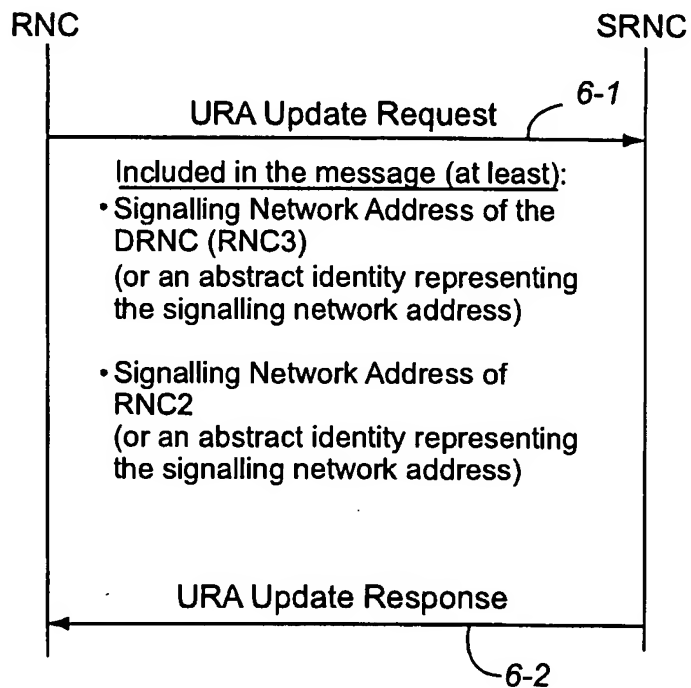 RNC
SRNC
6-1
URA Update Request
Included in the message (at least):
• Signalling Network Address of the
DRNC (RNC3)
(or an abstract identity representing
the signalling network address)
• Signalling Network Address of
RNC2
(or an abstract identity representing
the signalling network address)
URA Update Response
6-2